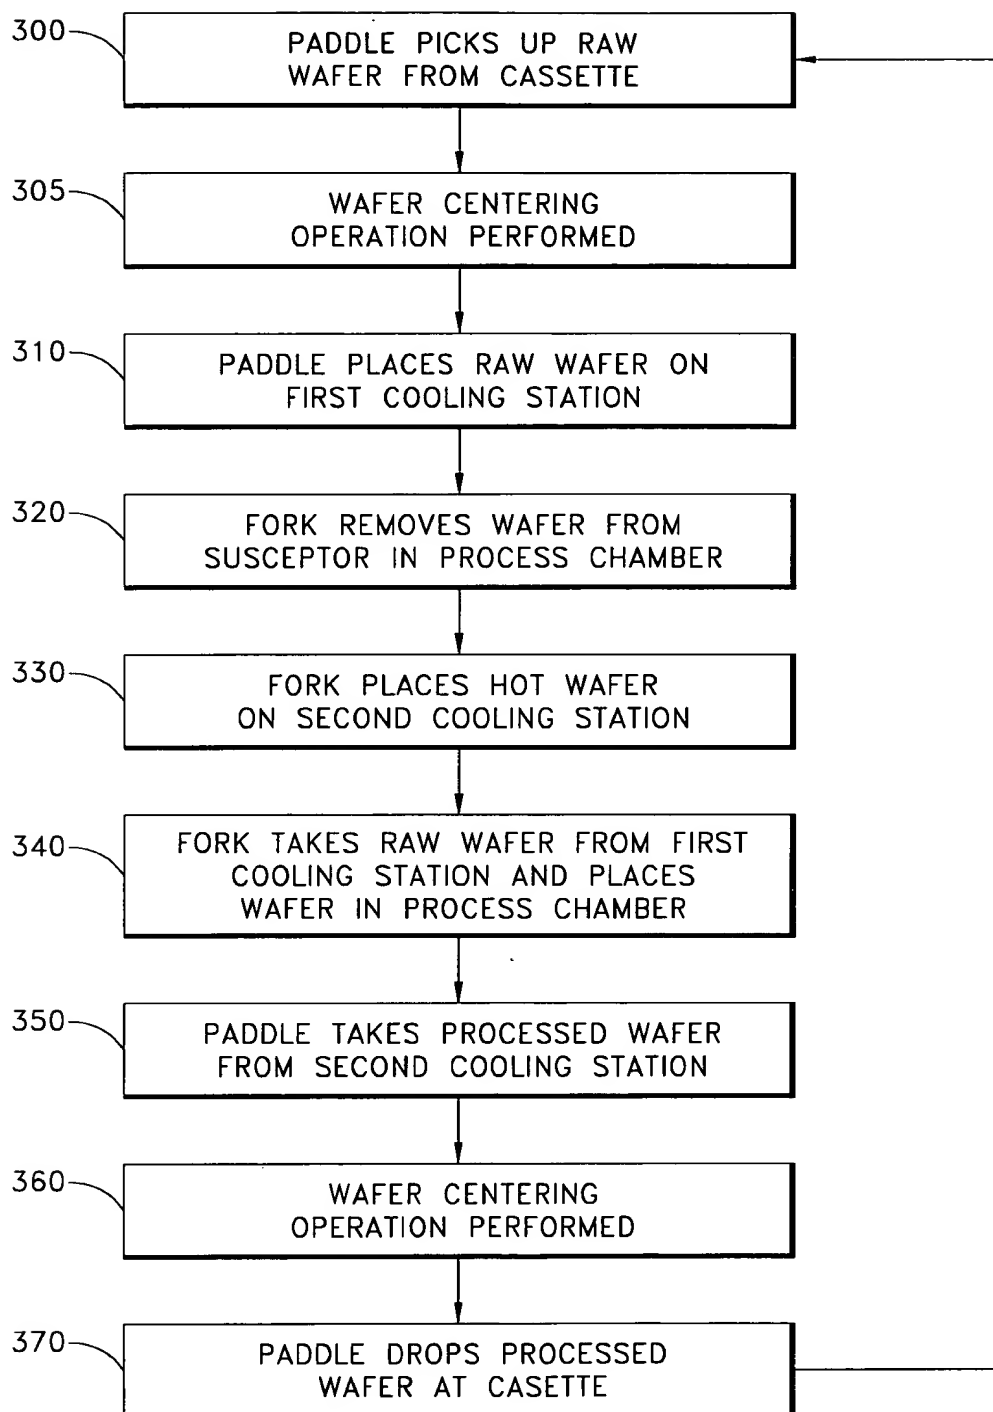 300
PADDLE PICKS UP RAW
WAFER FROM CASSETTE
305
WAFER CENTERING
OPERATION PERFORMED
310
PADDLE PLACES RAW WAFER ON
FIRST COOLING STATION
320
FORK REMOVES WAFER FROM
SUSCEPTOR IN PROCESS CHAMBER
330
FORK PLACES HOT WAFER
ON SECOND COOLING STATION
340
FORK TAKES RAW WAFER FROM FIRST
COOLING STATION AND PLACES
WAFER IN PROCESS CHAMBER
350
PADDLE TAKES PROCESSED WAFER
FROM SECOND COOLING STATION
360
WAFER CENTERING
OPERATION PERFORMED
370
PADDLE DROPS PROCESSED
WAFER AT CASETTE